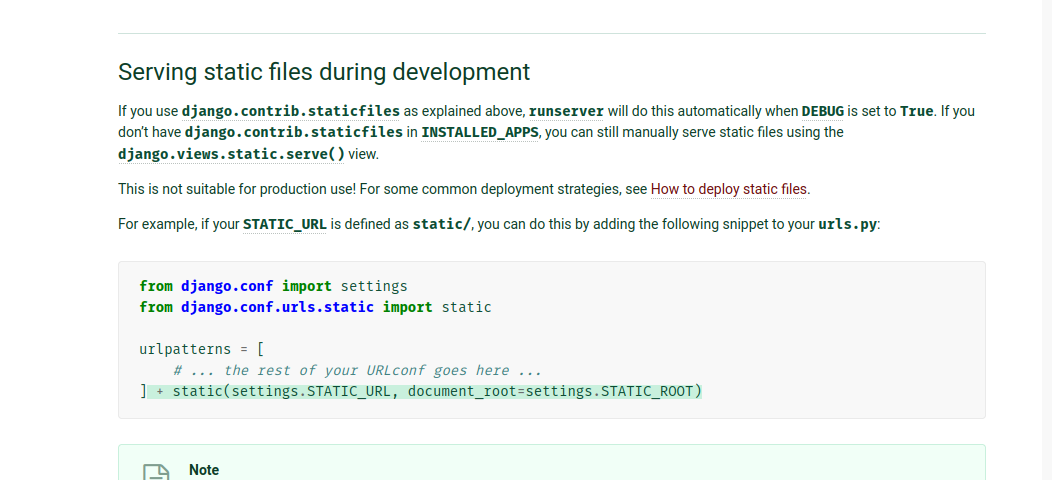 Serving static files during development
If you use django.contrib.staticfiles as explained above, runserver will do this automatically when DEBUG is set to True. If you
don't have django.contrib.staticfiles in INSTALLED_APPS, you can still manually serve static files using the
django.views.static.serve() view.
This is not suitable for production use! For some common deployment strategies, see How to deploy static files.
For example, if your STATIC_URL is defined as static/, you can do this by adding the following snippet to your urls.py:
from django.conf import settings
from django.conf.urls.static import static
urlpatterns = [
    # ... the rest of your URLconf goes here ...
] + static(settings.STATIC_URL, document_root=settings.STATIC_ROOT)
Note